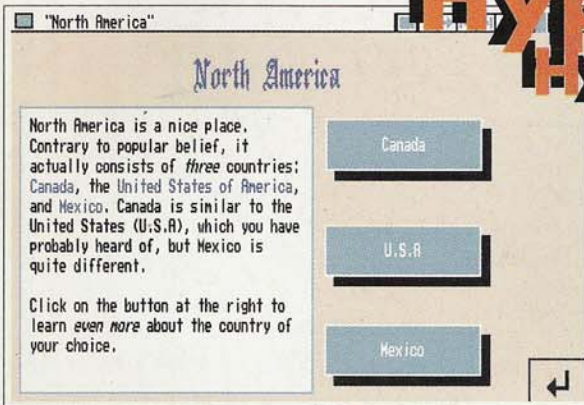 "North America"
Hy
Hy
North America
North America is a nice place.
Contrary to popular belief, it
actually consists of three countries:
Canada, the United States of America,
and Mexico. Canada is similar to the
United States (U.S.A), which you have
probably heard of, but Mexico is
quite different.
Click on the button at the right to
learn even more about the country of
your choice.
Canada
U.S.A
Mexico